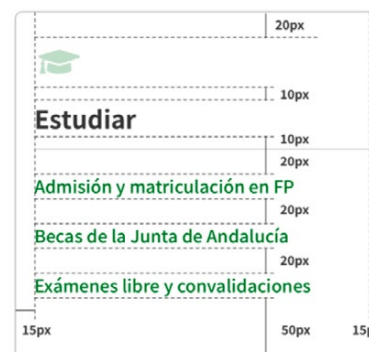 20px
10px
Estudiar
10px
20px
Admisión y matriculación en FP
20px
Becas de la Junta de Andalucía
20px
Exámenes libre y convalidaciones
15px
50px
15